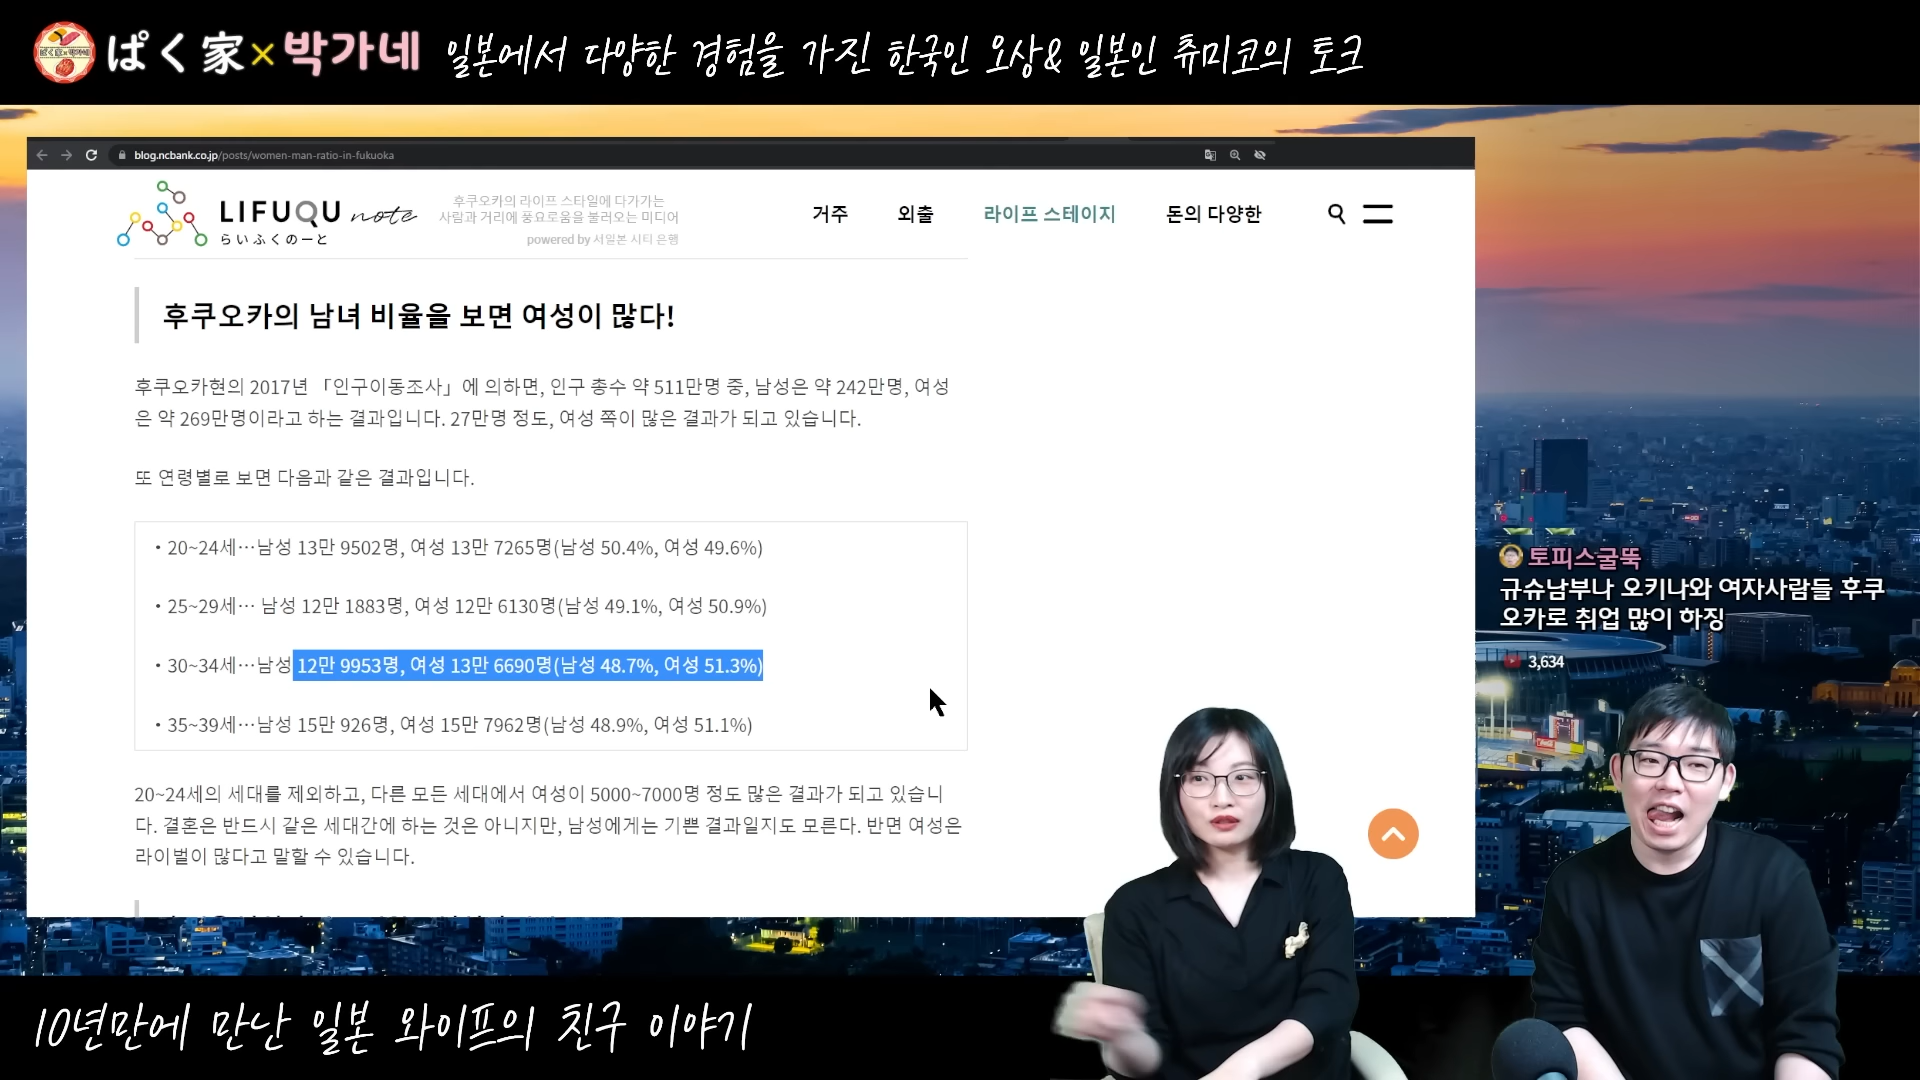 ぱく家×박가네
일본에서 다양한 경험을 가진 한국인 오상& 일본인 츄미코의 토크
blog.ncbank.co.jp/posts/women-man-ratio-in-fukuoka
LIFUQU note
らいふくのーと
후쿠오카의 라이프 스타일에 다가가는
사람과 거리에 풍요로움을 불러오는 미디어
powered by 서일본 시티 은행
거주 외출 라이프 스테이지 돈의 다양한
후쿠오카의 남녀 비율을 보면 여성이 많다!
후쿠오카현의 2017년 「인구이동조사」에 의하면, 인구 총수 약 511만명 중, 남성은 약 242만명, 여성
은 약 269만명이라고 하는 결과입니다. 27만명 정도, 여성 쪽이 많은 결과가 되고 있습니다.
또 연령별로 보면 다음과 같은 결과입니다.
・20~24세…남성 13만 9502명, 여성 13만 7265명(남성 50.4%, 여성 49.6%)
・25~29세… 남성 12만 1883명, 여성 12만 6130명(남성 49.1%, 여성 50.9%)
・30~34세…남성 12만 9953명, 여성 13만 6690명(남성 48.7%, 여성 51.3%)
・35~39세…남성 15만 926명, 여성 15만 7962명(남성 48.9%, 여성 51.1%)
20~24세의 세대를 제외하고, 다른 모든 세대에서 여성이 5000~7000명 정도 많은 결과가 되고 있습니
다. 결혼은 반드시 같은 세대간에 하는 것은 아니지만, 남성에게는 기쁜 결과일지도 모른다. 반면 여성은
라이벌이 많다고 말할 수 있습니다.
토피스굴뚝
규슈남부나 오키나와 여자사람들 후쿠
오카로 취업 많이 하징
3,634
10년만에 만난 일본 와이프의 친구 이야기